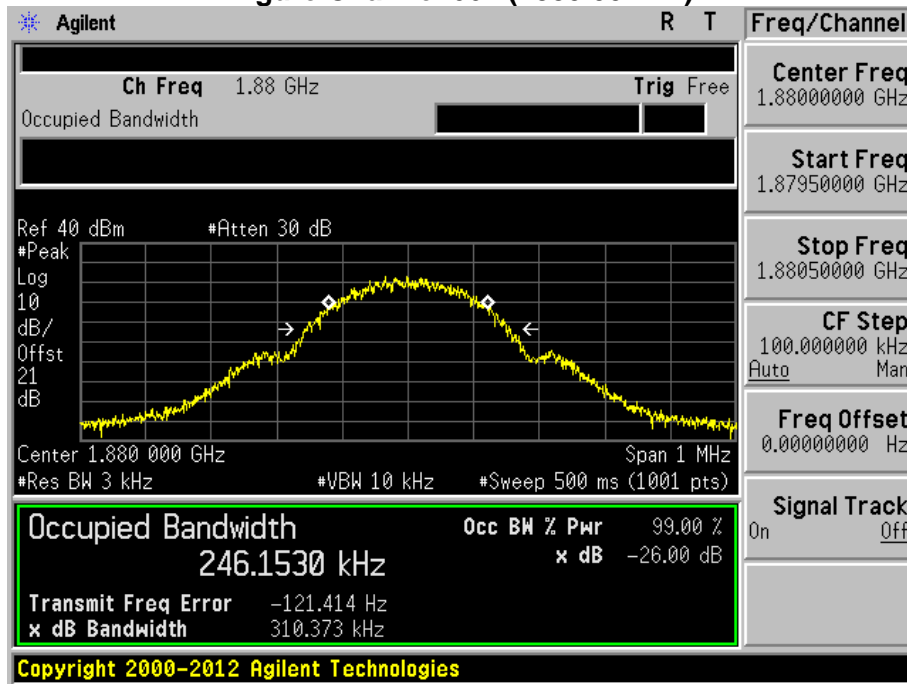 Agilent R T
Freq/Channel
Ch Freq 1.88 GHz Trig Free
Occupied Bandwidth
Center Freq
1.88000000 GHz
Start Freq
1.87950000 GHz
Stop Freq
1.88050000 GHz
CF Step
100.000000 kHz
Auto Man
Freq Offset
0.00000000 Hz
Signal Track
On Off
Ref 40 dBm #Atten 30 dB
#Peak
Log
10
dB/
Offst
21
dB
Center 1.880 000 GHz Span 1 MHz
#Res BW 3 kHz #VBW 10 kHz #Sweep 500 ms (1001 pts)
Occupied Bandwidth Occ BW % Pwr 99.00 %
246.1530 kHz x dB -26.00 dB
Transmit Freq Error -121.414 Hz
x dB Bandwidth 310.373 kHz
Copyright 2000-2012 Agilent Technologies